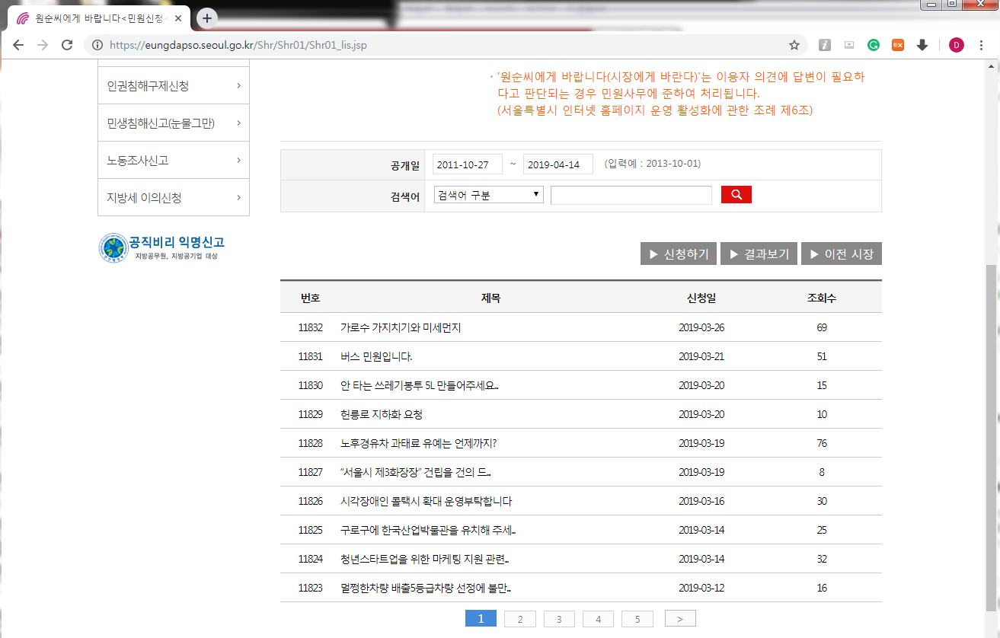 원순씨에게 바랍니다<민원신청
https://eungdapso.seoul.go.kr/Shr/Shr01/Shr01_lis.jsp
인권침해구제신청
민생침해신고(눈물그만)
노동조사신고
지방세 이의신청
공직비리 익명신고
지방공무원, 지방공기업 대상
'원순씨에게 바랍니다(시장에게 바란다)'는 이용자 의견에 답변이 필요하
다고 판단되는 경우 민원사무에 준하여 처리됩니다.
(서울특별시 인터넷 홈페이지 운영 활성화에 관한 조례 제6조)
공개일 2011-10-27 ~ 2019-04-14 (입력예 : 2013-10-01)
검색어 검색어 구분
▶ 신청하기 ▶ 결과보기 ▶ 이전 시장
번호 제목 신청일 조회수
11832 가로수 가지치기와 미세먼지 2019-03-26 69
11831 버스 민원입니다. 2019-03-21 51
11830 안 타는 쓰레기봉투 5L 만들어주세요... 2019-03-20 15
11829 헌릉로 지하화 요청 2019-03-20 10
11828 노후경유차 과태료 유예는 언제까지? 2019-03-19 76
11827 "서울시 제3화장장" 건립을 건의 드... 2019-03-19 8
11826 시각장애인 콜택시 확대 운영부탁합니다 2019-03-16 30
11825 구로구에 한국산업박물관을 유치해 주세... 2019-03-14 25
11824 청년스타트업을 위한 마케팅 지원 관련... 2019-03-14 32
11823 멀쩡한차량 배출5등급차량 선정에 불만... 2019-03-12 16
1 2 3 4 5 >